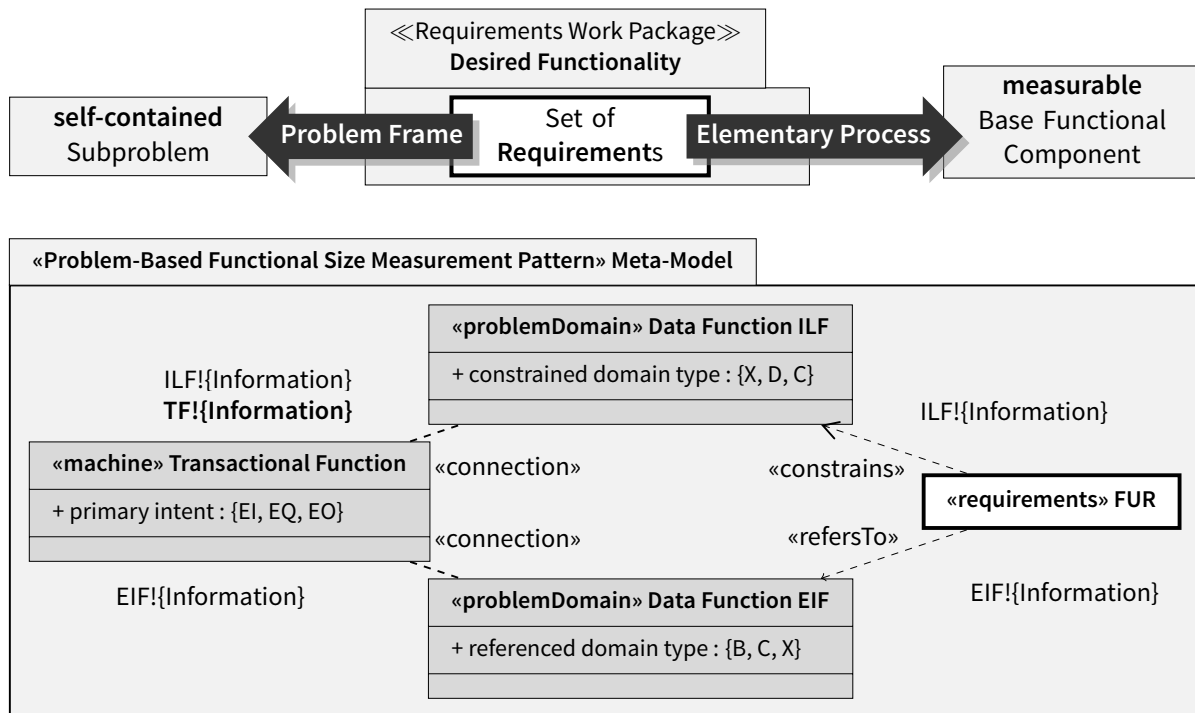 ≪Requirements Work Package≫
Desired Functionality
self-contained
Subproblem
Problem Frame
Set of
Requirements
Elementary Process
measurable
Base Functional
Component
«Problem-Based Functional Size Measurement Pattern» Meta-Model
«problemDomain» Data Function ILF
+ constrained domain type : {X, D, C}
ILF!{Information}
TF!{Information}
ILF!{Information}
«machine» Transactional Function
+ primary intent : {EI, EQ, EO}
«connection»
«constrains»
«requirements» FUR
«connection»
«refersTo»
EIF!{Information}
EIF!{Information}
«problemDomain» Data Function EIF
+ referenced domain type : {B, C, X}